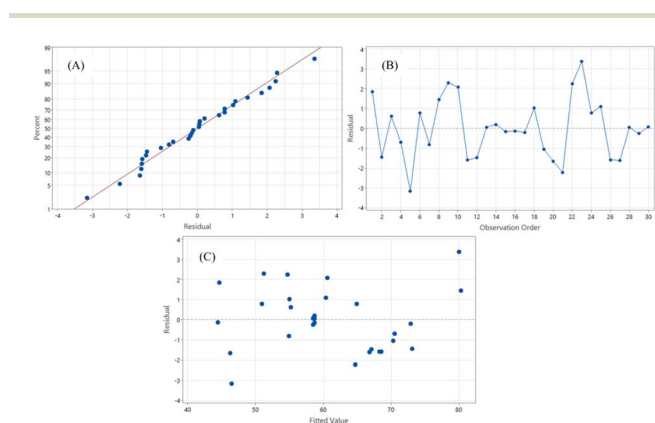 (A)
99
95
90
80
70
60
50
40
30
20
10
5
1
Percent
-4 -3 -2 -1 0 1 2 3 4
Residual
(B)
4
3
2
1
0
-1
-2
-3
-4
Residual
2 4 6 8 10 12 14 16 18 20 22 24 26 28 30
Observation Order
(C)
4
3
2
1
0
-1
-2
-3
-4
Residual
40 50 60 70 80
Fitted Value